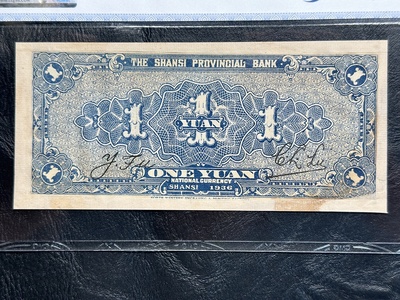 THE SHANSI PROVINCIAL BANK
1 1
1 YUAN 1
ONE YUAN
NATIONAL CURRENCY
1 SHANSI 1936 1